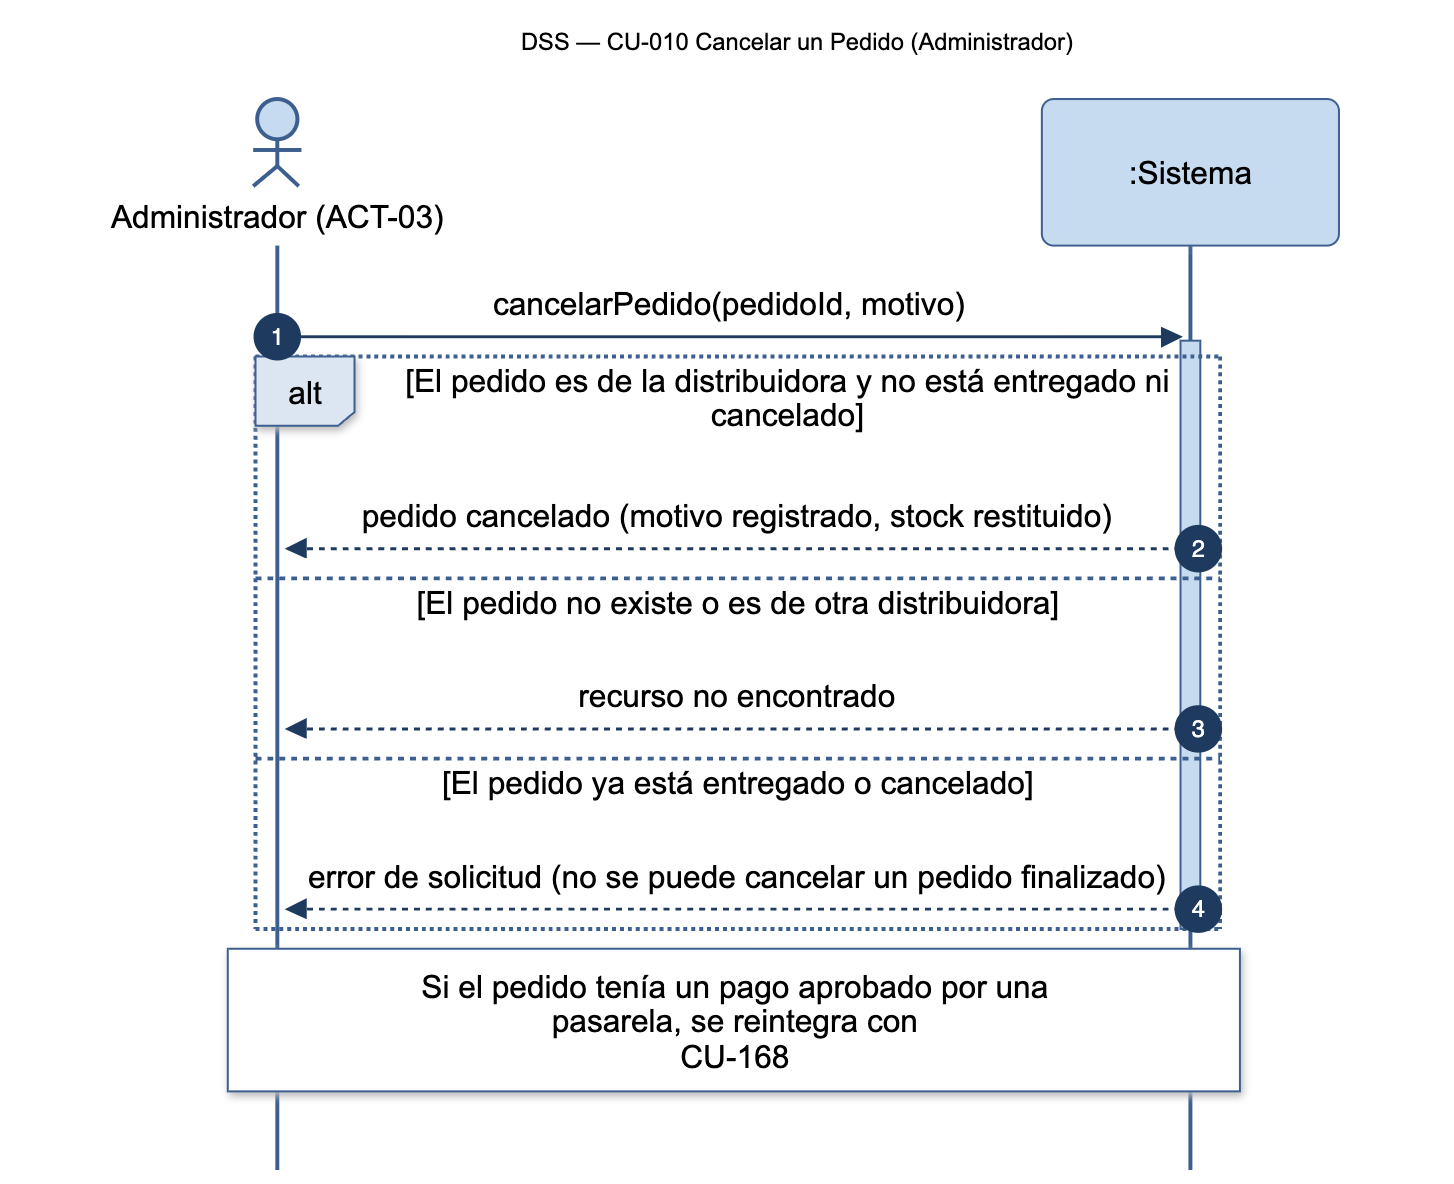 DSS — CU-010 Cancelar un Pedido (Administrador)
:Sistema
Administrador (ACT-03)
cancelarPedido(pedidoId, motivo)
1
alt
[El pedido es de la distribuidora y no está entregado ni
cancelado]
pedido cancelado (motivo registrado, stock restituido)
2
[El pedido no existe o es de otra distribuidora]
recurso no encontrado
3
[El pedido ya está entregado o cancelado]
error de solicitud (no se puede cancelar un pedido finalizado)
4
Si el pedido tenía un pago aprobado por una
pasarela, se reintegra con
CU-168